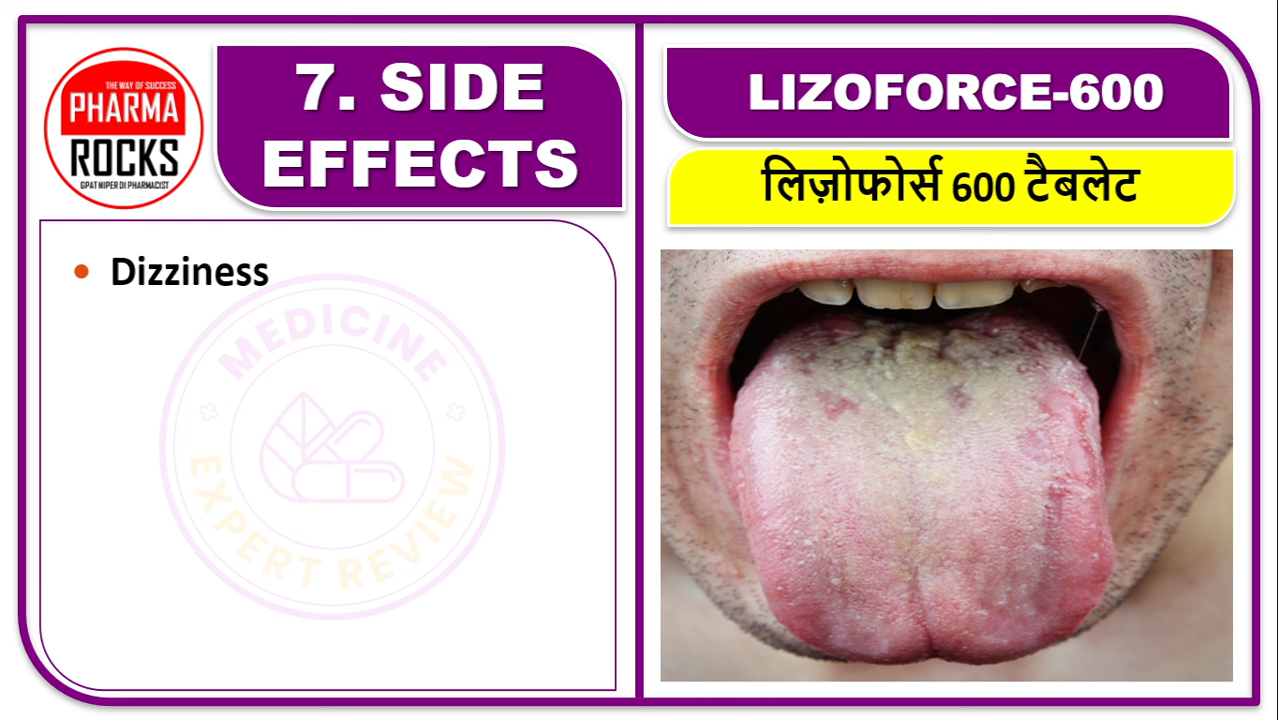 THE WAY OF SUCCESS
PHARMA
ROCKS
GPAT NIPER DI PHARMACIST
7. SIDE
EFFECTS
• Dizziness
MEDICINE
EXPERT REVIEW
LIZOFORCE-600
लिज़ोफोर्स 600 टैबलेट